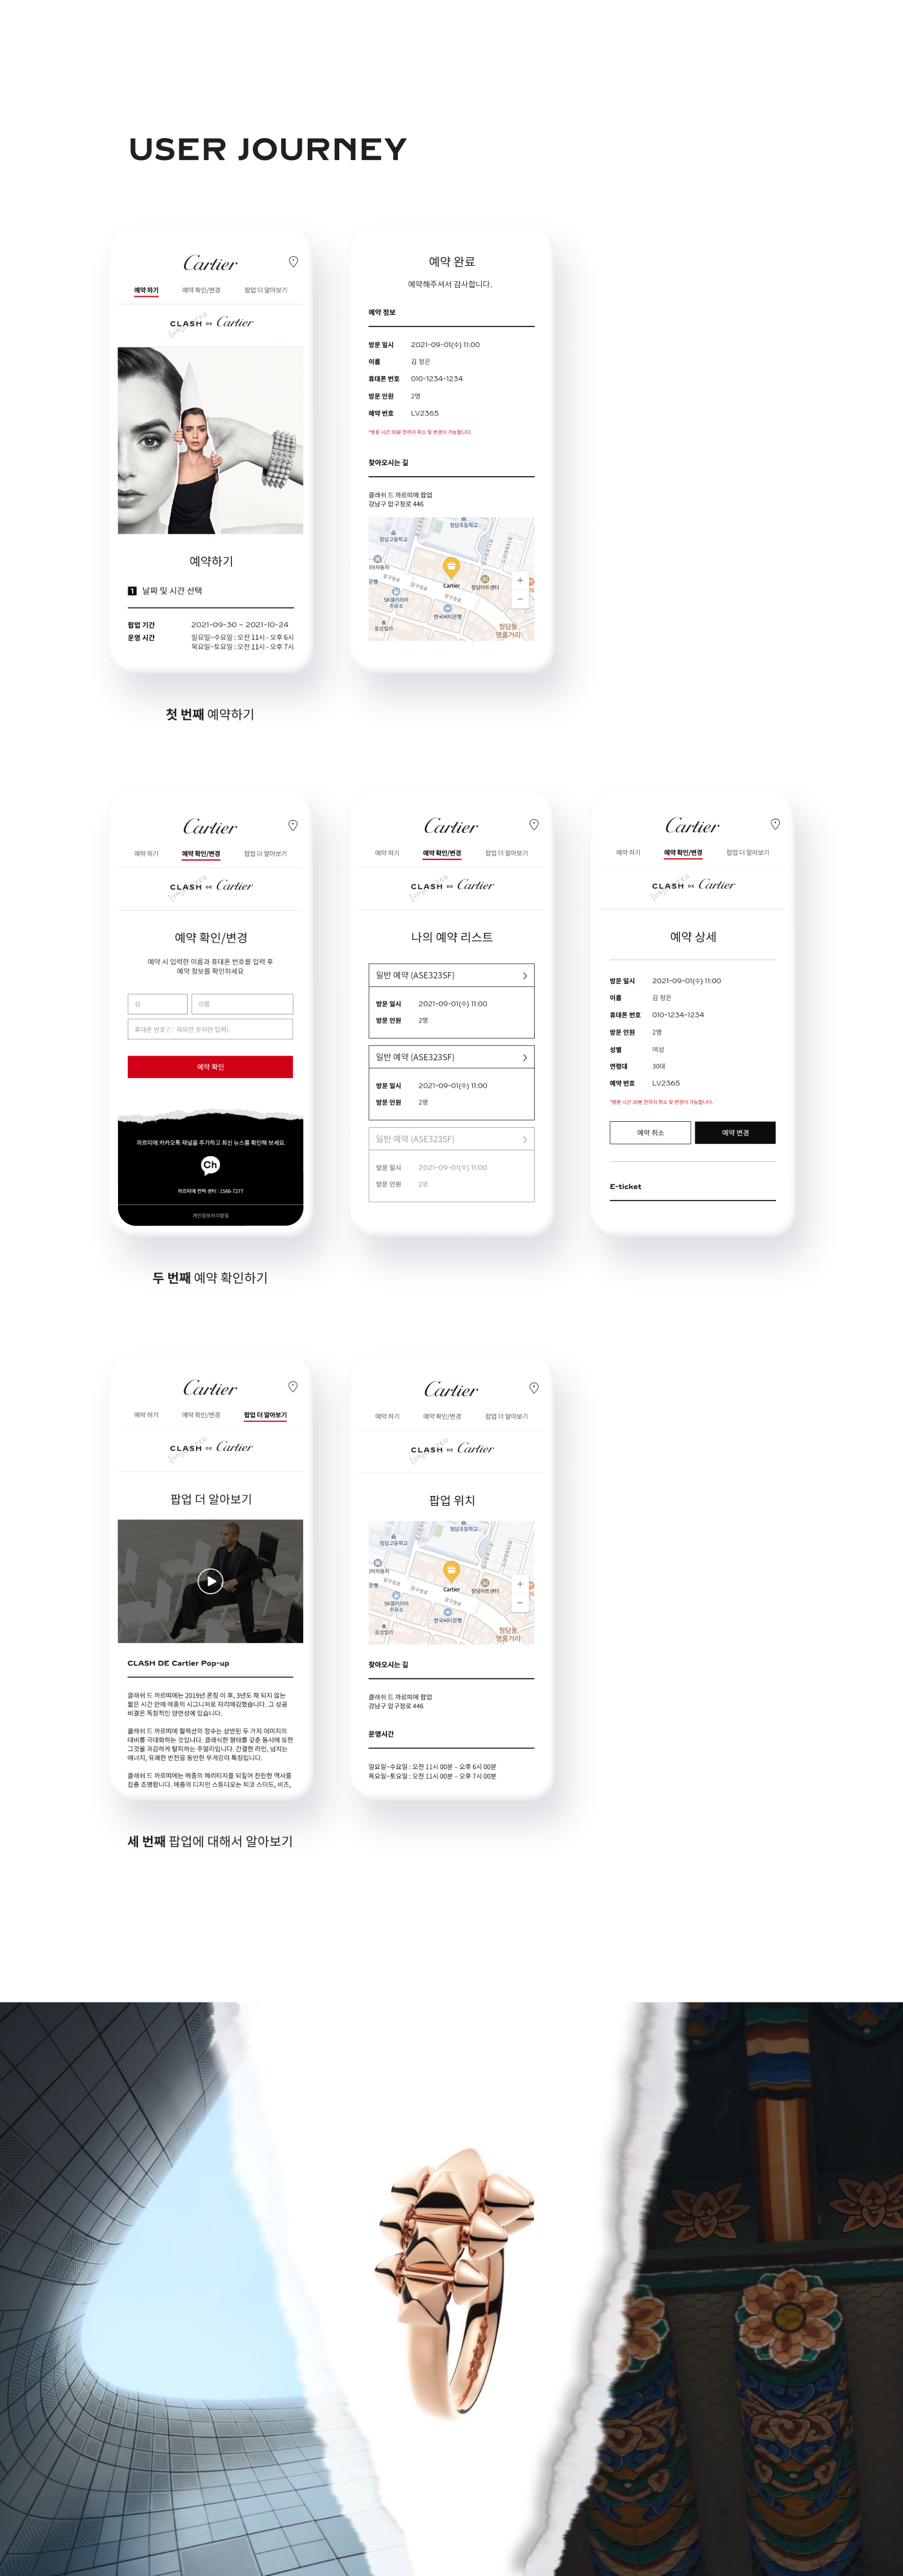 USER JOURNEY
Cartier
예약 하기
예약 확인/변경
팝업 더 알아보기
[UN]LIMITED
CLASH DE Cartier
예약하기
1 날짜 및 시간 선택
팝업 기간 2021-09-30 ~ 2021-10-24
운영 시간 일요일~수요일 : 오전 11시 - 오후 6시
목요일~토요일 : 오전 11시 - 오후 7시
예약 완료
예약해주셔서 감사합니다.
예약 정보
방문 일시 2021-09-01(수) 11:00
이름 김 정은
휴대폰 번호 010-1234-1234
방문 인원 2명
예약 번호 LV2365
*방문 시간 30분 전까지 취소 및 변경이 가능합니다.
찾아오시는 길
클래쉬 드 까르띠에 팝업
강남구 압구정로 446
청담초등학교
청담고등학교
압구정로
Cartier
청담아트센터
SK갤러리아
주유소
한국씨티은행
효성빌라
청담동
명품거리
첫 번째 예약하기
Cartier
예약 하기
예약 확인/변경
팝업 더 알아보기
CLASH DE Cartier
예약 확인/변경
예약 시 입력한 이름과 휴대폰 번호를 입력 후
예약 정보를 확인하세요
성
이름
휴대폰 번호 ('-' 제외한 숫자만 입력)
예약 확인
까르띠에 카카오톡 채널을 추가하고 최신 뉴스를 확인해 보세요.
Ch
까르띠에 컨택 센터 : 1566-7277
개인정보처리방침
Cartier
예약 하기
예약 확인/변경
팝업 더 알아보기
CLASH DE Cartier
나의 예약 리스트
일반 예약 (ASE323SF)
방문 일시 2021-09-01(수) 11:00
방문 인원 2명
일반 예약 (ASE323SF)
방문 일시 2021-09-01(수) 11:00
방문 인원 2명
일반 예약 (ASE323SF)
방문 일시 2021-09-01(수) 11:00
방문 인원 2명
Cartier
예약 하기
예약 확인/변경
팝업 더 알아보기
CLASH DE Cartier
예약 상세
방문 일시 2021-09-01(수) 11:00
이름 김 정은
휴대폰 번호 010-1234-1234
방문 인원 2명
성별 여성
연령대 30대
예약 번호 LV2365
*방문 시간 30분 전까지 취소 및 변경이 가능합니다.
예약 취소
예약 변경
E-ticket
두 번째 예약 확인하기
Cartier
예약 하기
예약 확인/변경
팝업 더 알아보기
CLASH DE Cartier
팝업 더 알아보기
CLASH DE Cartier Pop-up
클래쉬 드 까르띠에는 2019년 론칭 이 후, 3년도 채 되지 않는
짧은 시간 안에 메종의 시그니처로 자리매김했습니다. 그 성공
비결은 독창적인 양면성에 있습니다.
클래쉬 드 까르띠에 컬렉션의 정수는 상반된 두 가지 이미지의
대비를 극대화하는 것입니다. 클래식한 형태를 갖춘 동시에 또한
그것을 과감하게 탈피하는 주얼리입니다. 간결한 라인, 넘치는
에너지, 유쾌한 반전을 동반한 무게감이 특징입니다.
클래쉬 드 까르띠에는 메종의 헤리티지를 되짚어 찬란한 역사를
집중 조명합니다. 메종의 디자인 스튜디오는 피코 스터드, 비즈,
Cartier
예약 하기
예약 확인/변경
팝업 더 알아보기
CLASH DE Cartier
팝업 위치
청담초등학교
청담고등학교
압구정로
Cartier
청담아트센터
SK갤러리아
주유소
한국씨티은행
효성빌라
청담동
명품거리
찾아오시는 길
클래쉬 드 까르띠에 팝업
강남구 압구정로 446
운영시간
일요일~수요일 : 오전 11시 00분 – 오후 6시 00분
목요일~토요일 : 오전 11시 00분 – 오후 7시 00분
세 번째 팝업에 대해서 알아보기